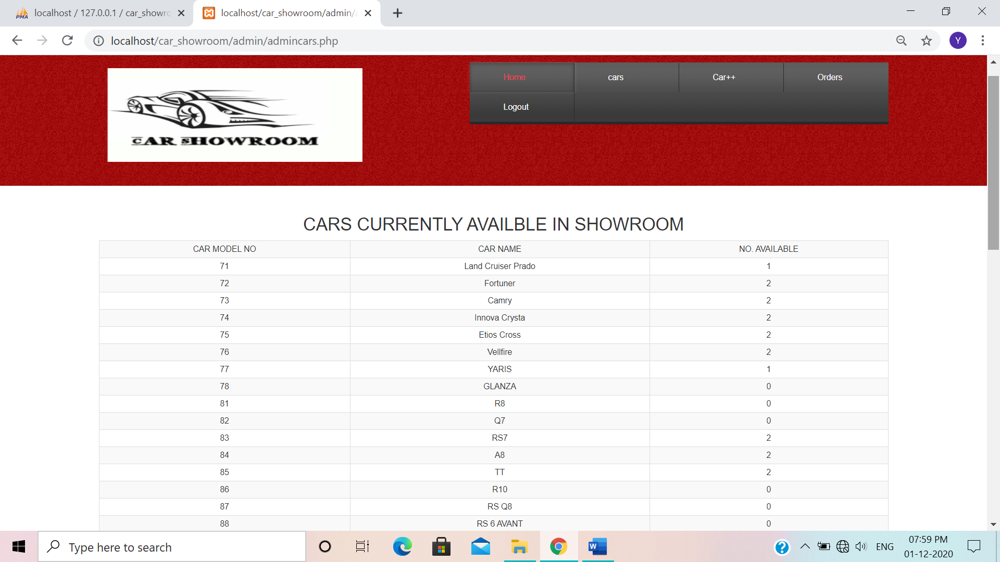 localhost / 127.0.0.1 / car_showro
localhost/car_showroom/admin/a
localhost/car_showroom/admin/admincars.php
Y
Home cars Car++ Orders
Logout
CAR SHOWROOM
CARS CURRENTLY AVAILBLE IN SHOWROOM
CAR MODEL NO CAR NAME NO. AVAILABLE
71 Land Cruiser Prado 1
72 Fortuner 2
73 Camry 2
74 Innova Crysta 2
75 Etios Cross 2
76 Vellfire 2
77 YARIS 1
78 GLANZA 0
81 R8 0
82 Q7 0
83 RS7 2
84 A8 2
85 TT 2
86 R10 0
87 RS Q8 0
88 RS 6 AVANT 0
Type here to search
ENG
07:59 PM
01-12-2020